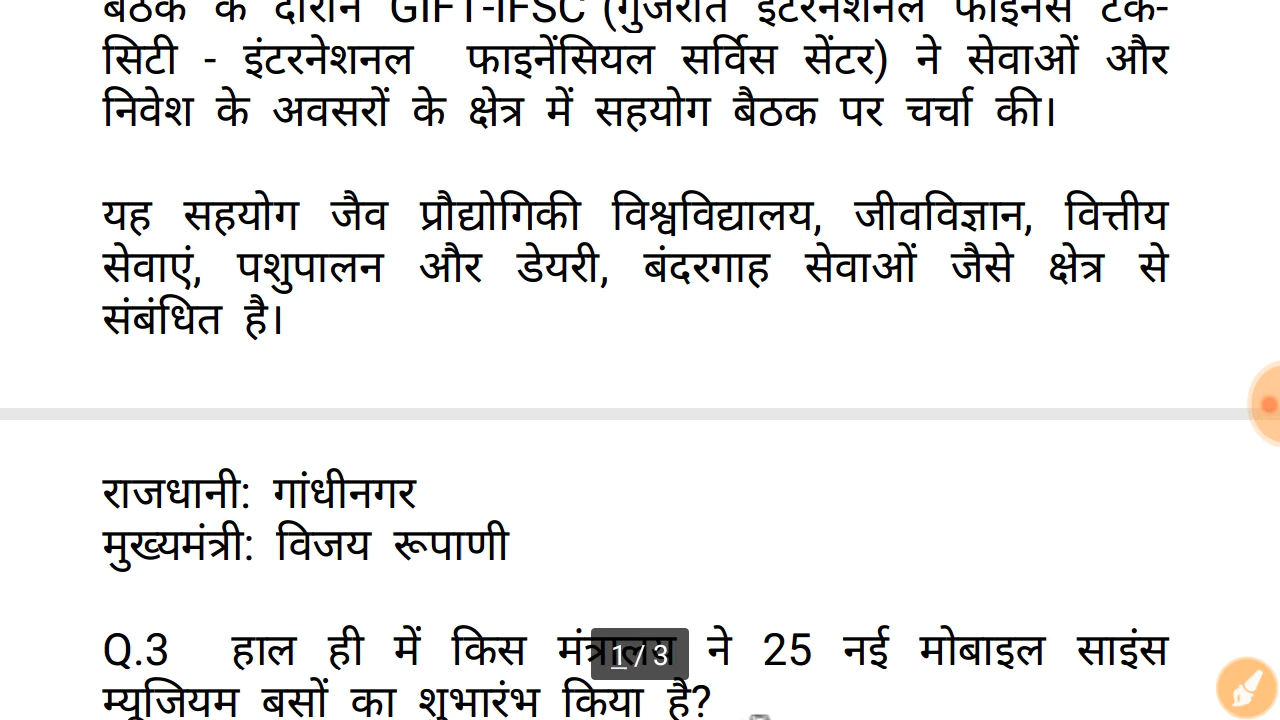 बैठक के दौरान GIFT-IFSC (गुजरात इंटरनेशनल फाइनेंस टेक-
सिटी - इंटरनेशनल फाइनेंसियल सर्विस सेंटर) ने सेवाओं और
निवेश के अवसरों के क्षेत्र में सहयोग बैठक पर चर्चा की।
यह सहयोग जैव प्रौद्योगिकी विश्वविद्यालय, जीवविज्ञान, वित्तीय
सेवाएं, पशुपालन और डेयरी, बंदरगाह सेवाओं जैसे क्षेत्र से
संबंधित है।
राजधानी: गांधीनगर
मुख्यमंत्री: विजय रूपाणी
Q.3 हाल ही में किस मंत्रालय ने 25 नई मोबाइल साइंस
1 / 3
म्यूजियम बसों का शुभारंभ किया है?